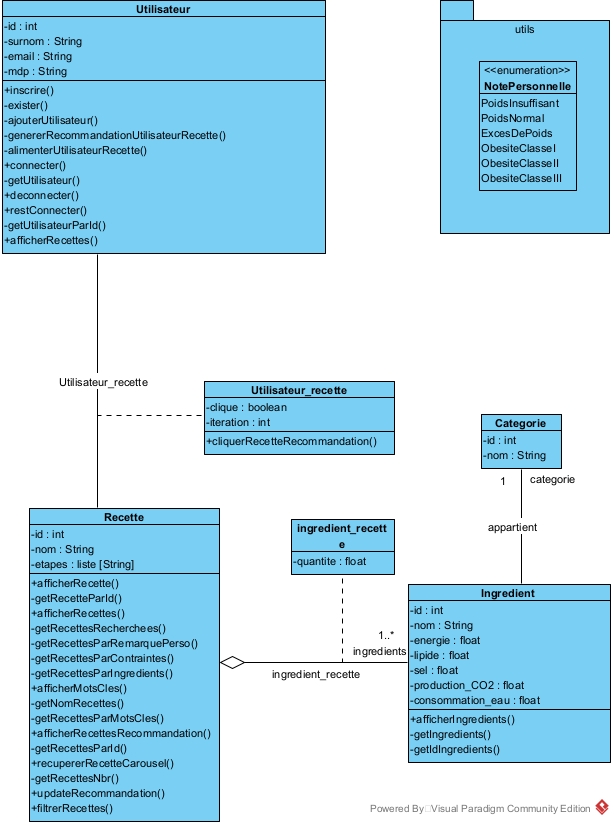 Utilisateur
-id : int
-surnom : String
-email : String
-mdp : String
+inscrire()
-exister()
-ajouterUtilisateur()
-genererRecommandationUtilisateurRecette()
-alimenterUtilisateurRecette()
+connecter()
-getUtilisateur()
+deconnecter()
+restConnecter()
-getUtilisateurParId()
+afficherRecettes()
utils
<<enumeration>>
NotePersonnelle
PoidsInsuffisant
PoidsNormal
ExcesDePoids
ObesiteClasseI
ObesiteClasseII
ObesiteClasseIII
Utilisateur_recette
Utilisateur_recette
-clique : boolean
-iteration : int
+cliquerRecetteRecommandation()
Categorie
-id : int
-nom : String
1
categorie
appartient
Recette
-id : int
-nom : String
-etapes : liste [String]
+afficherRecette()
-getRecetteParId()
+afficherRecettes()
-getRecettesRecherchees()
-getRecettesParRemarquePerso()
-getRecettesParContraintes()
-getRecettesParIngredients()
+afficherMotsCles()
-getNomRecettes()
-getRecettesParMotsCles()
+afficherRecettesRecommandation()
-getRecettesParId()
+recupererRecetteCarousel()
-getRecettesNbr()
+updateRecommandation()
-filtrerRecettes()
ingredient_recett
e
-quantite : float
1..*
ingredients
ingredient_recette
Ingredient
-id : int
-nom : String
-energie : float
-lipide : float
-sel : float
-production_CO2 : float
-consommation_eau : float
+afficherIngredients()
-getIngredients()
-getIdIngredients()
Powered By Visual Paradigm Community Edition